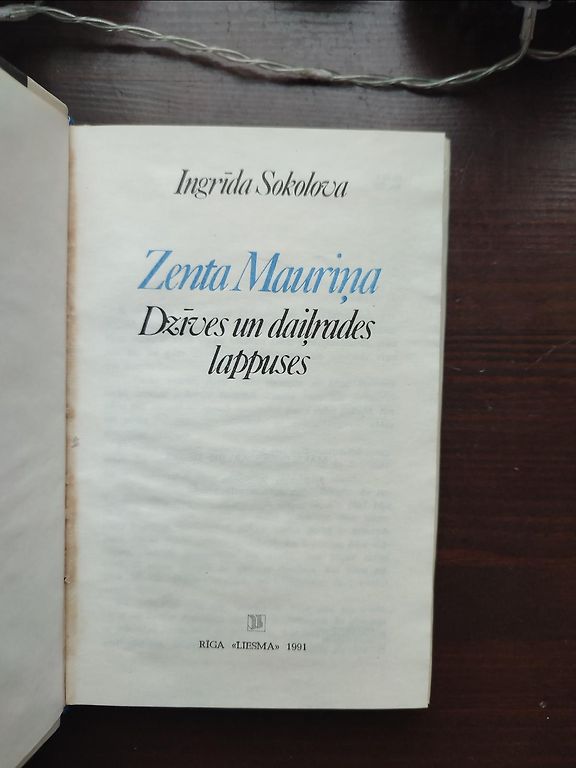 Ingrīda Sokolova
Zenta Mauriņa
Dzīves un daiļrades
lappuses
RĪGA «LIESMA» 1991